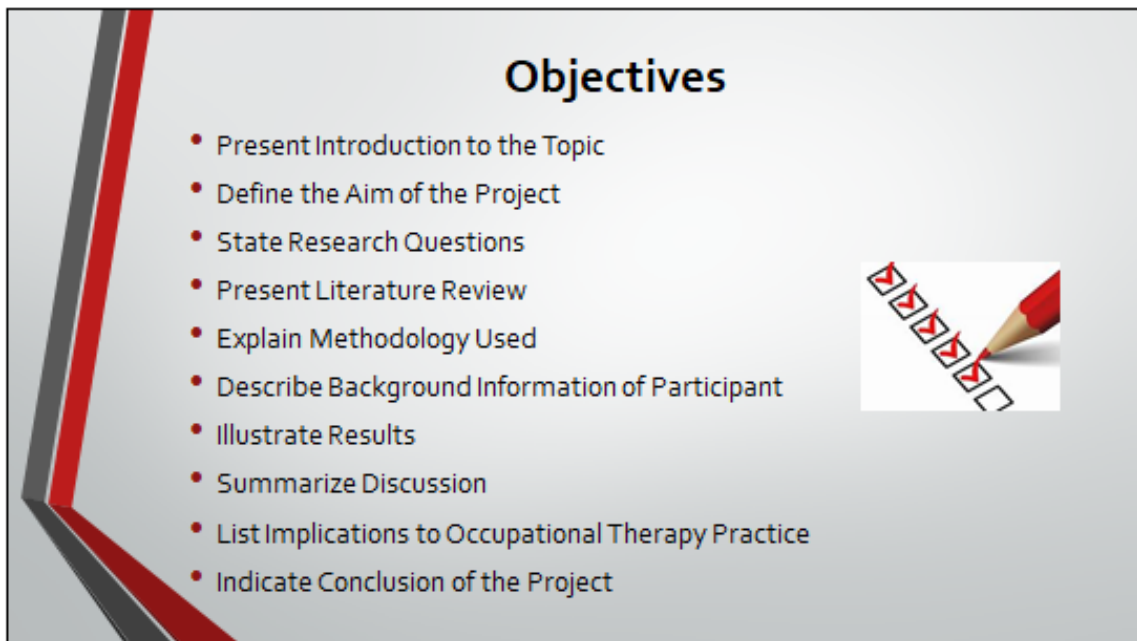 Objectives
• Present Introduction to the Topic
• Define the Aim of the Project
• State Research Questions
• Present Literature Review
• Explain Methodology Used
• Describe Background Information of Participant
• Illustrate Results
• Summarize Discussion
• List Implications to Occupational Therapy Practice
• Indicate Conclusion of the Project